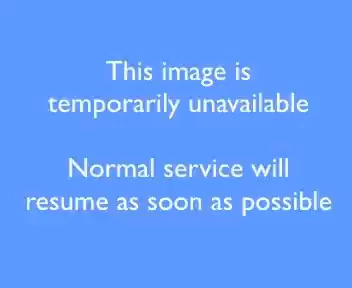 This image is
temporarily unavailable
Normal service will
resume as soon as possible